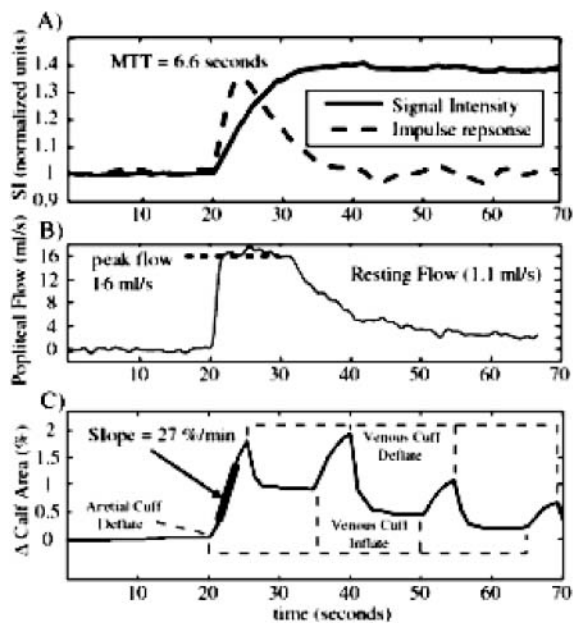 A)
MTT = 6.6 seconds
Signal Intensity
Impulse repsonse
SI (normalized units)
1.4
1.3
1.2
1.1
1
0.9
10 20 30 40 50 60 70
B)
peak flow
16 ml/s
Resting Flow (1.1 ml/s)
Popliteal Flow (ml/s)
16
12
8
4
0
10 20 30 40 50 60 70
C)
Slope = 27 %/min
Venous Cuff
Deflate
Aretial Cuff
Deflate
Venous Cuff
Inflate
Δ Calf Area (%)
2
1.5
1
0.5
0
10 20 30 40 50 60 70
time (seconds)